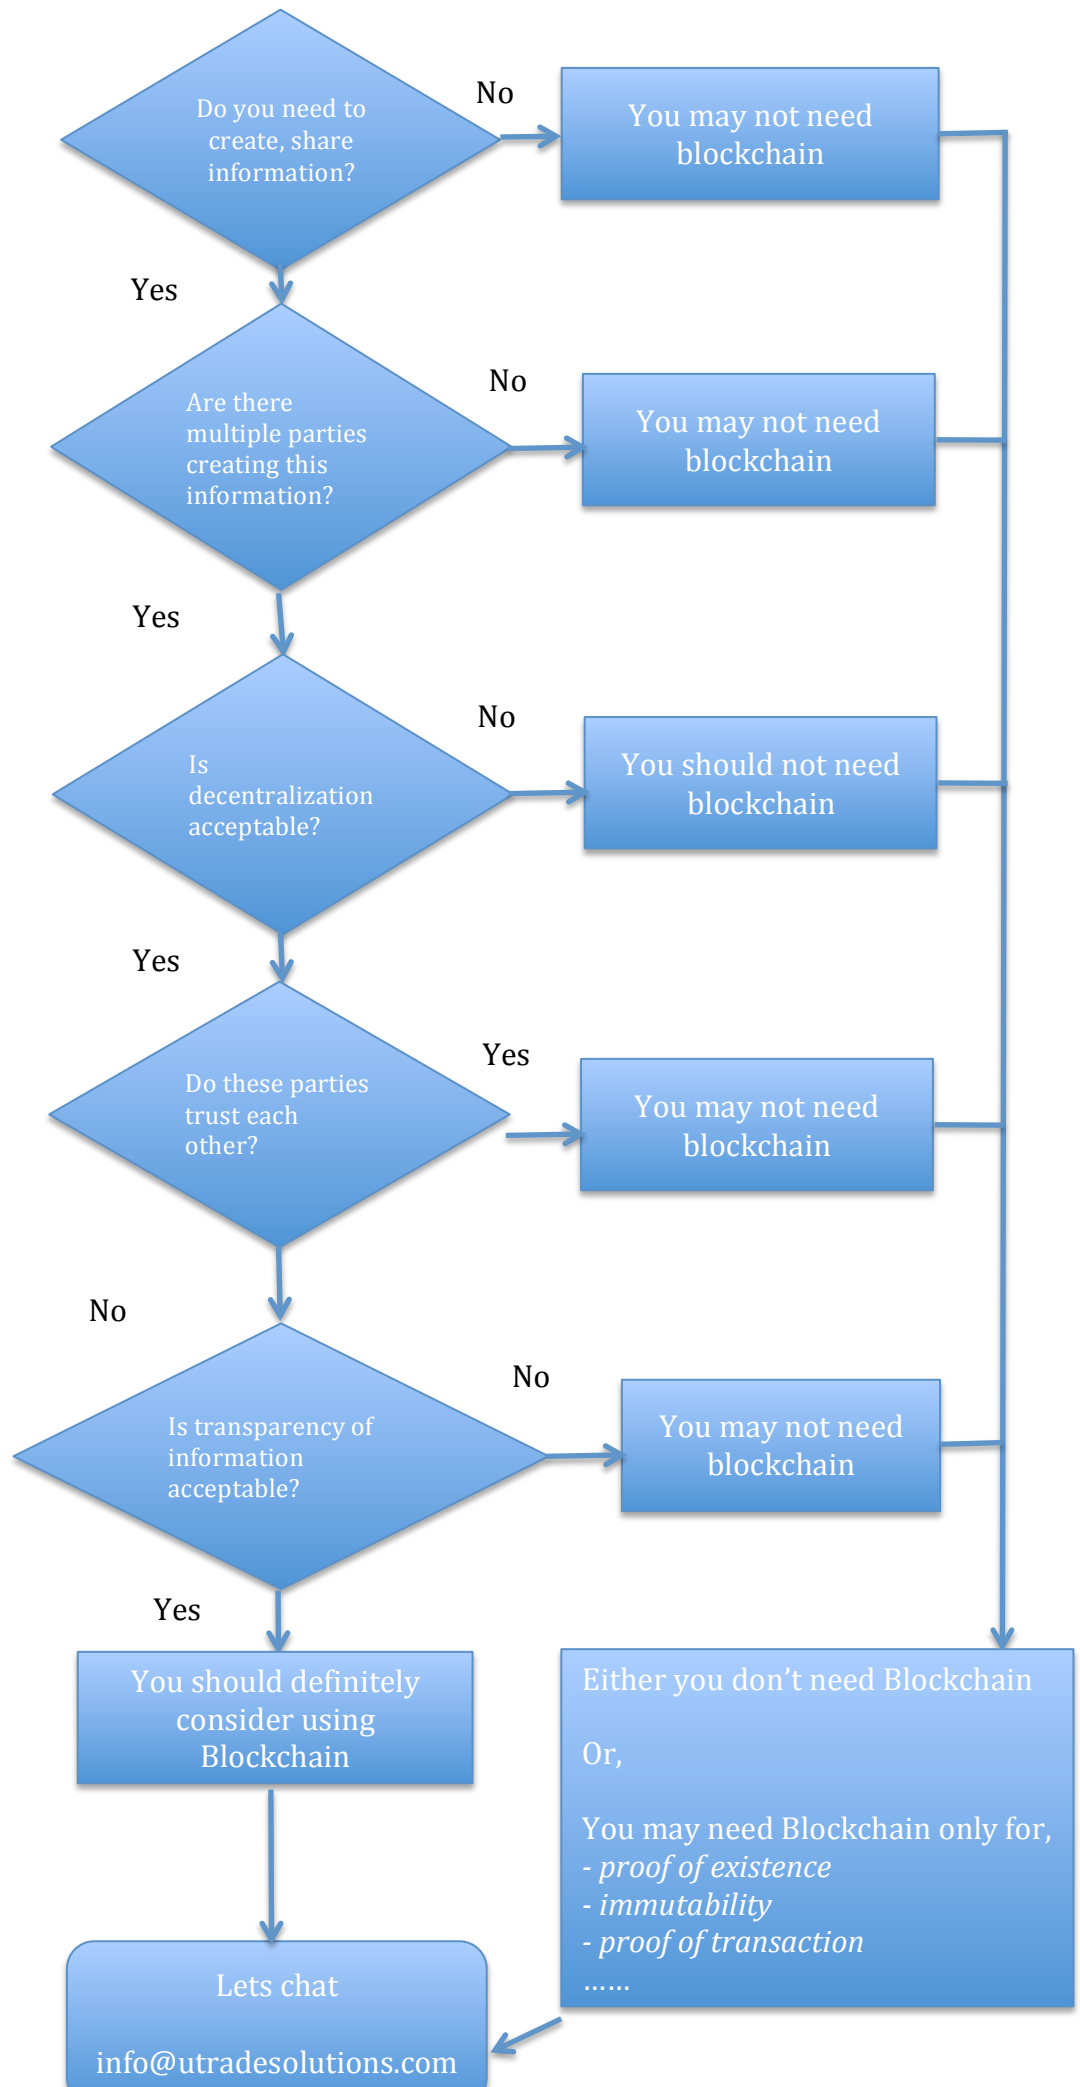 Do you need to
create, share
information?
No
You may not need
blockchain
Yes
Are there
multiple parties
creating this
information?
No
You may not need
blockchain
Yes
Is
decentralization
acceptable?
No
You should not need
blockchain
Yes
Do these parties
trust each
other?
Yes
You may not need
blockchain
No
Is transparency of
information
acceptable?
No
You may not need
blockchain
Yes
You should definitely
consider using
Blockchain
Either you don’t need Blockchain
Or,
You may need Blockchain only for,
- proof of existence
- immutability
- proof of transaction
……
Lets chat
info@utradesolutions.com